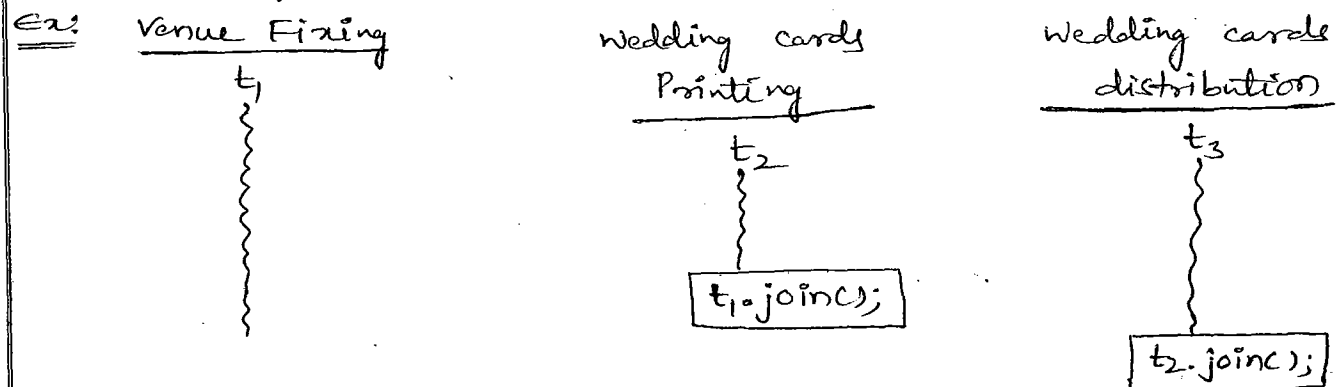 Ex: Venue Fixing
t1
wedding cards
Printing
t2
t1.join();
wedding cards
distribution
t3
t2.join();